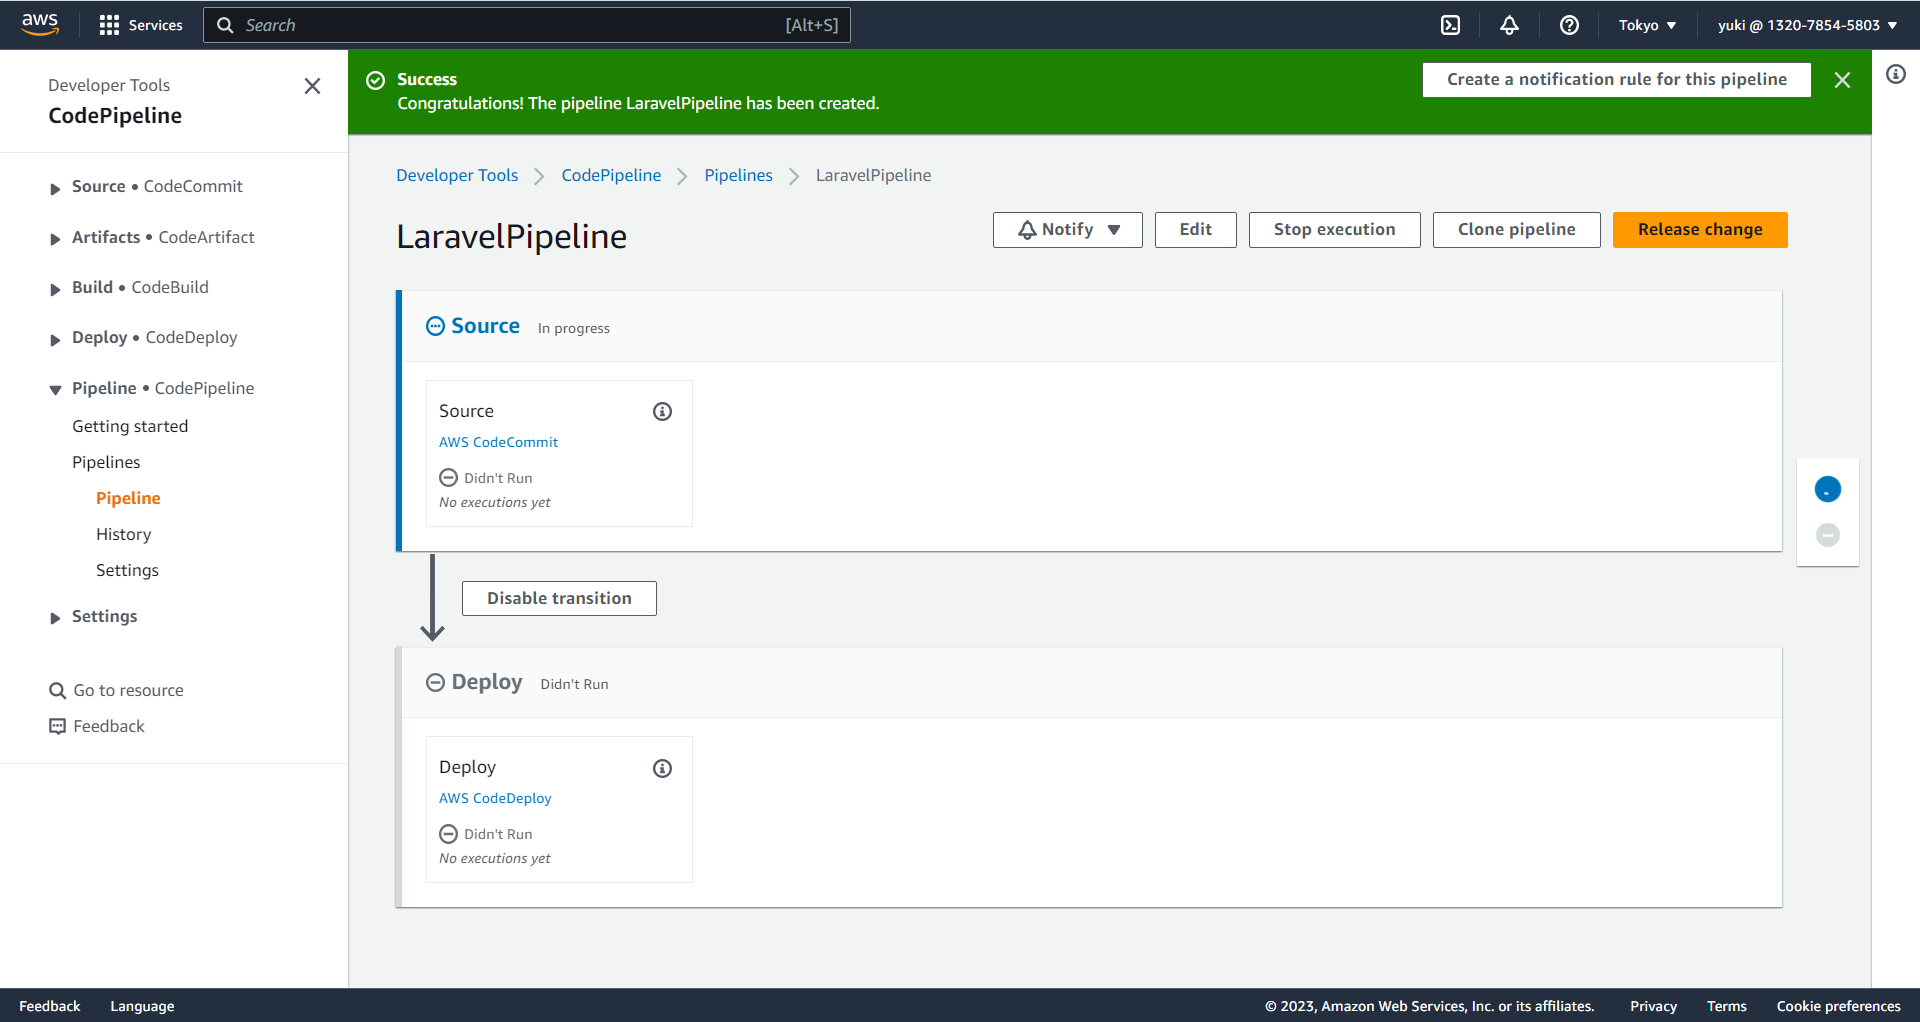 aws
Services
Search [Alt+S]
Tokyo
yuki @ 1320-7854-5803
Developer Tools
CodePipeline
Source • CodeCommit
Artifacts • CodeArtifact
Build • CodeBuild
Deploy • CodeDeploy
Pipeline • CodePipeline
Getting started
Pipelines
Pipeline
History
Settings
Settings
Go to resource
Feedback
Success
Congratulations! The pipeline LaravelPipeline has been created.
Create a notification rule for this pipeline
Developer Tools CodePipeline Pipelines LaravelPipeline
LaravelPipeline
Notify
Edit
Stop execution
Clone pipeline
Release change
Source In progress
Source
AWS CodeCommit
Didn't Run
No executions yet
Disable transition
Deploy Didn't Run
Deploy
AWS CodeDeploy
Didn't Run
No executions yet
Feedback Language
© 2023, Amazon Web Services, Inc. or its affiliates. Privacy Terms Cookie preferences